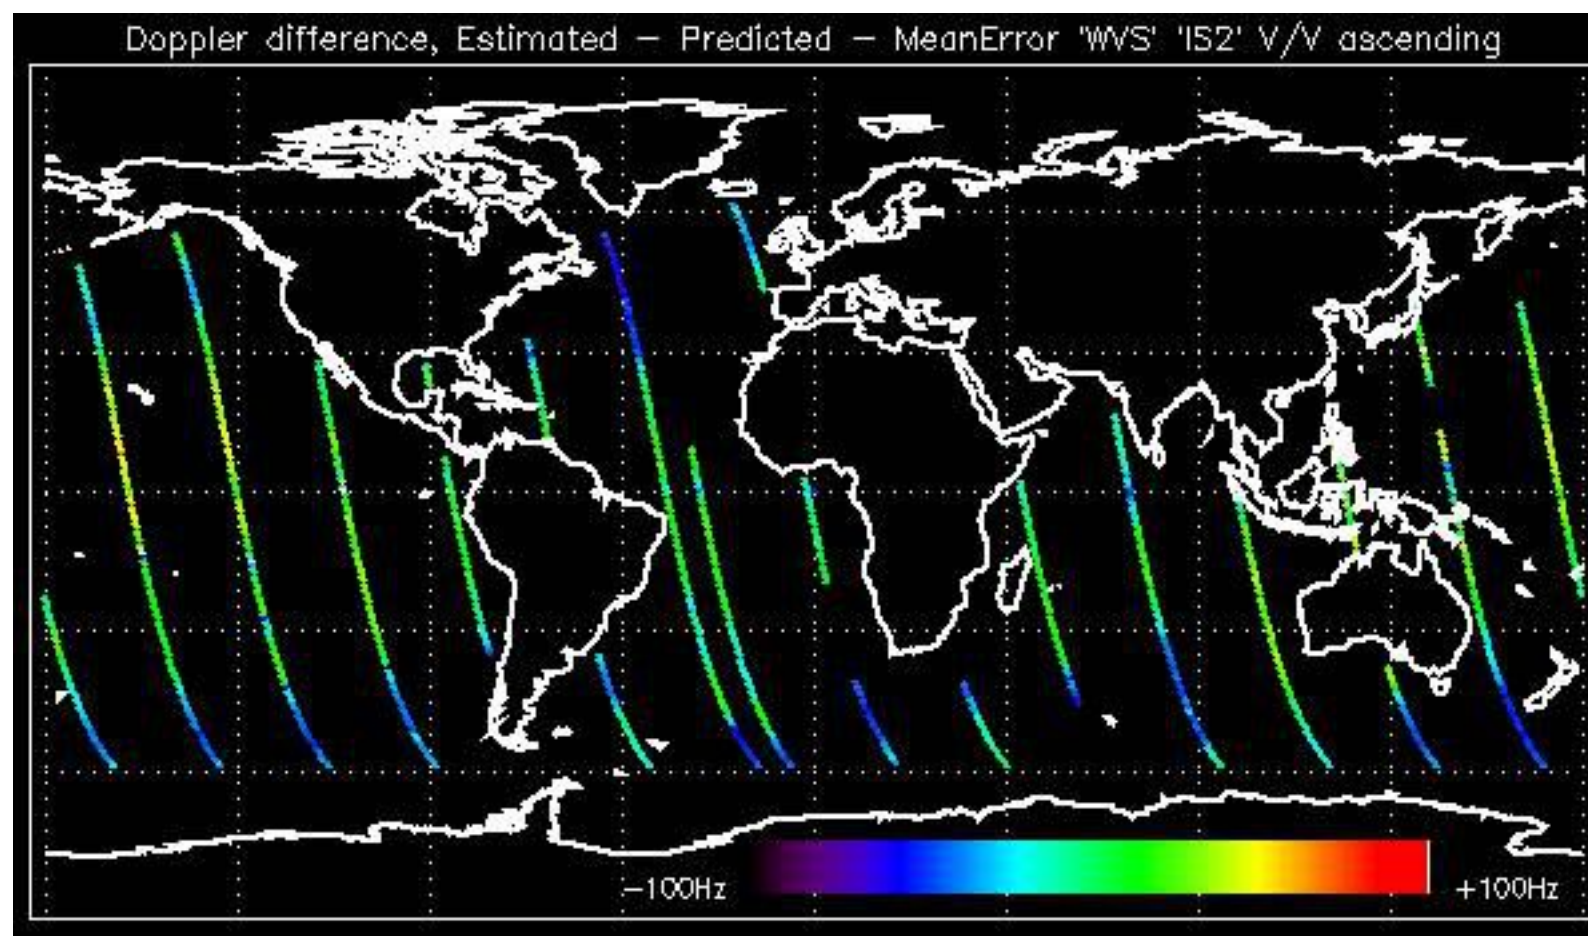 Doppler difference, Estimated – Predicted – MeanError 'WVS' 'IS2' V/V ascending
-100Hz +100Hz